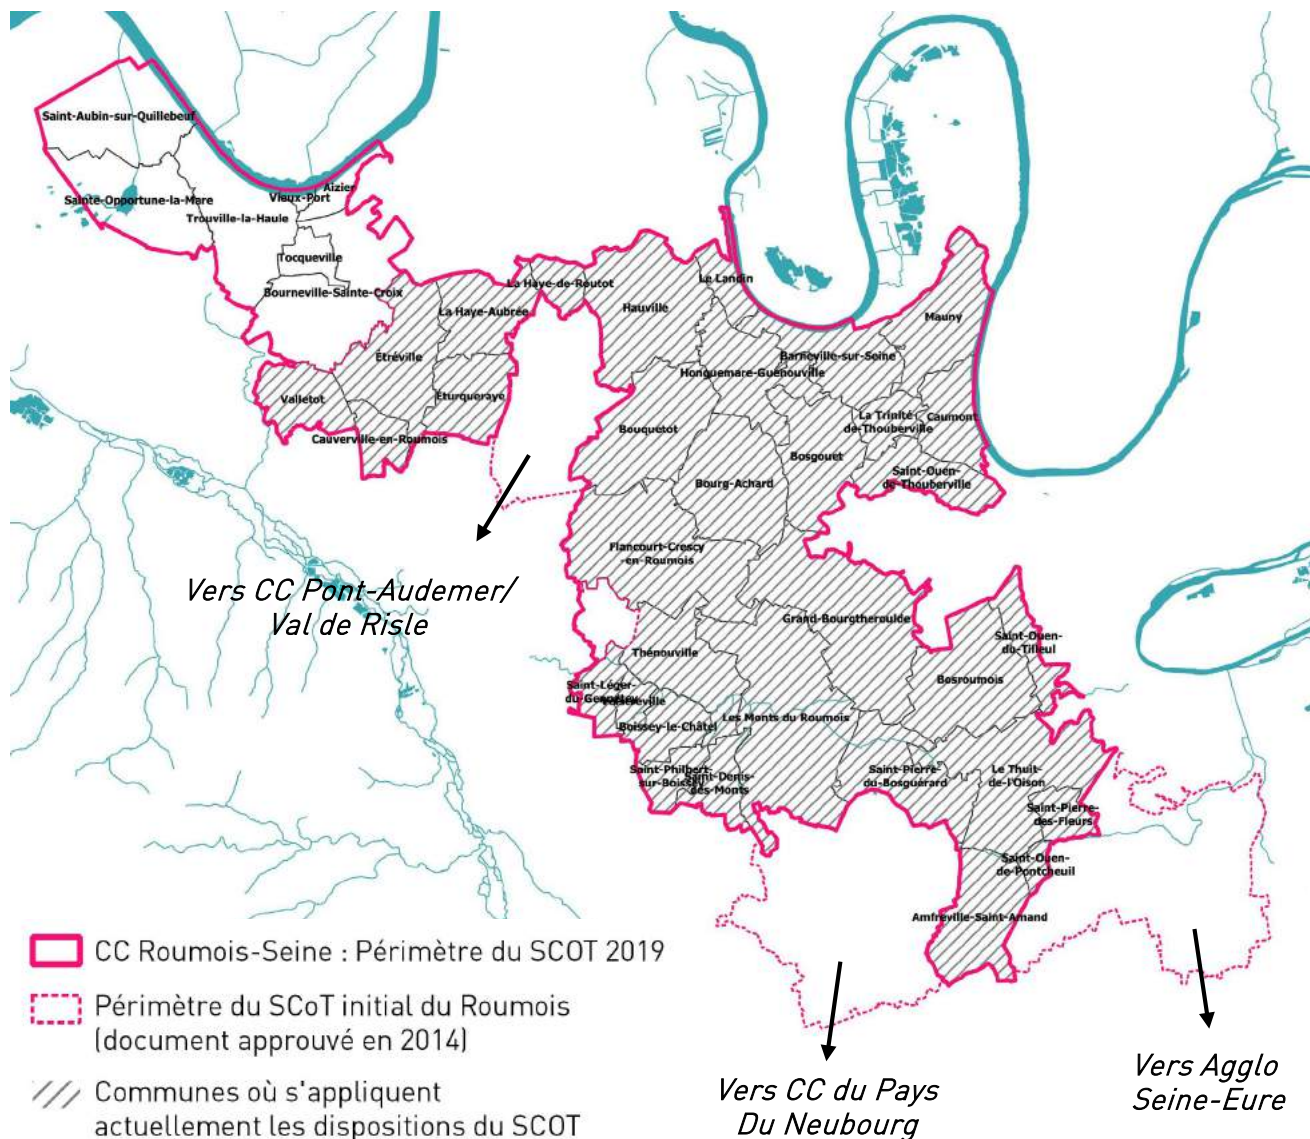 Saint-Aubin-sur-Quillebeuf
Aizier
Vieux-Port
Sainte-Opportune-la-Mare
Trouville-la-Haule
Tocqueville
Bourneville-Sainte-Croix
La Haye-Aubrée
La Haye-de-Routot
Le Landin
Hauville
Mauny
Étréville
Barneville-sur-Seine
Honguemare-Guenouville
Valletot
Éturqueraye
La Trinité-
de-Thouberville
Caumont
Cauverville-en-Roumois
Bouquetot
Bosgouet
Saint-Ouen-
de-Thouberville
Bourg-Achard
Flancourt-Crescy
-en-Roumois
Vers CC Pont-Audemer/
Val de Risle
Grand-Bourgtheroulde
Saint-Ouen-
du-Tilleul
Thénouville
Bosroumois
Saint-Léger-
du-Gennetey
Les Monts du Roumois
Boissey-le-Châtel
Saint-Philbert-
sur-Boissey
Saint-Denis-
des-Monts
Saint-Pierre-
du-Bosguérard
Le Thuit-
de-l'Oison
Saint-Pierre-
des-Fleurs
Saint-Ouen-
de-Pontcheuil
Amfreville-Saint-Amand
CC Roumois-Seine : Périmètre du SCOT 2019
Périmètre du SCoT initial du Roumois
(document approuvé en 2014)
Communes où s'appliquent
actuellement les dispositions du SCOT
Vers CC du Pays
Du Neubourg
Vers Agglo
Seine-Eure